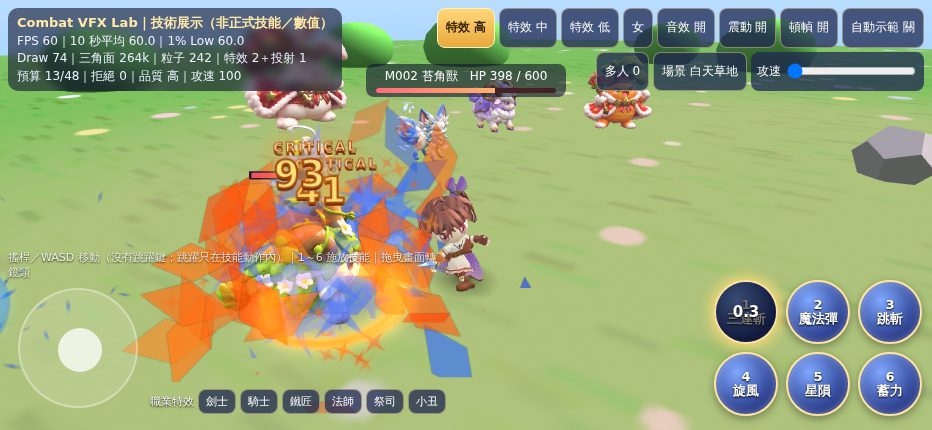 Combat VFX Lab｜技術展示（非正式技能／數值）
FPS 60｜10 秒平均 60.0｜1% Low 60.0
Draw 74｜三角面 264k｜粒子 242｜特效 2＋投射 1
預算 13/48｜拒絕 0｜品質 高｜攻速 100
特效 高
特效 中
特效 低
女
音效 開
震動 開
頓幀 開
自動示範 關
多人 0
場景 白天草地
攻速
M002 苔角獸 HP 398 / 600
CRITICAL
CRITICAL
93
41
搖桿／WASD 移動（沒有跳躍鍵；跳躍只在技能動作內）｜1～6 施放技能｜拖曳畫面轉
鏡頭
1
三連斬
0.3
2
魔法彈
3
跳斬
4
旋風
5
星隕
6
蓄力
職業特效
劍士
騎士
鐵匠
法師
祭司
小丑